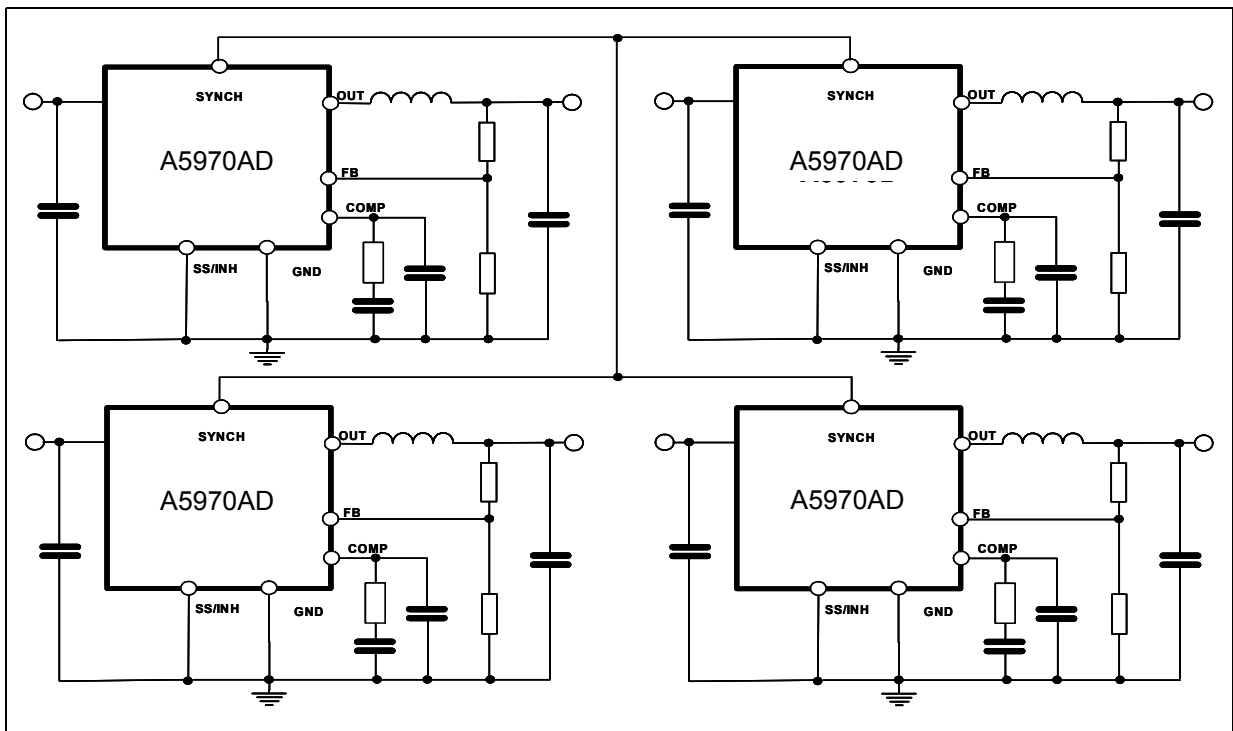 SYNCH
OUT
A5970AD
FB
COMP
SS/INH
GND
SYNCH
OUT
A5970AD
FB
COMP
SS/INH
GND
SYNCH
OUT
A5970AD
FB
COMP
SS/INH
GND
SYNCH
OUT
A5970AD
FB
COMP
SS/INH
GND